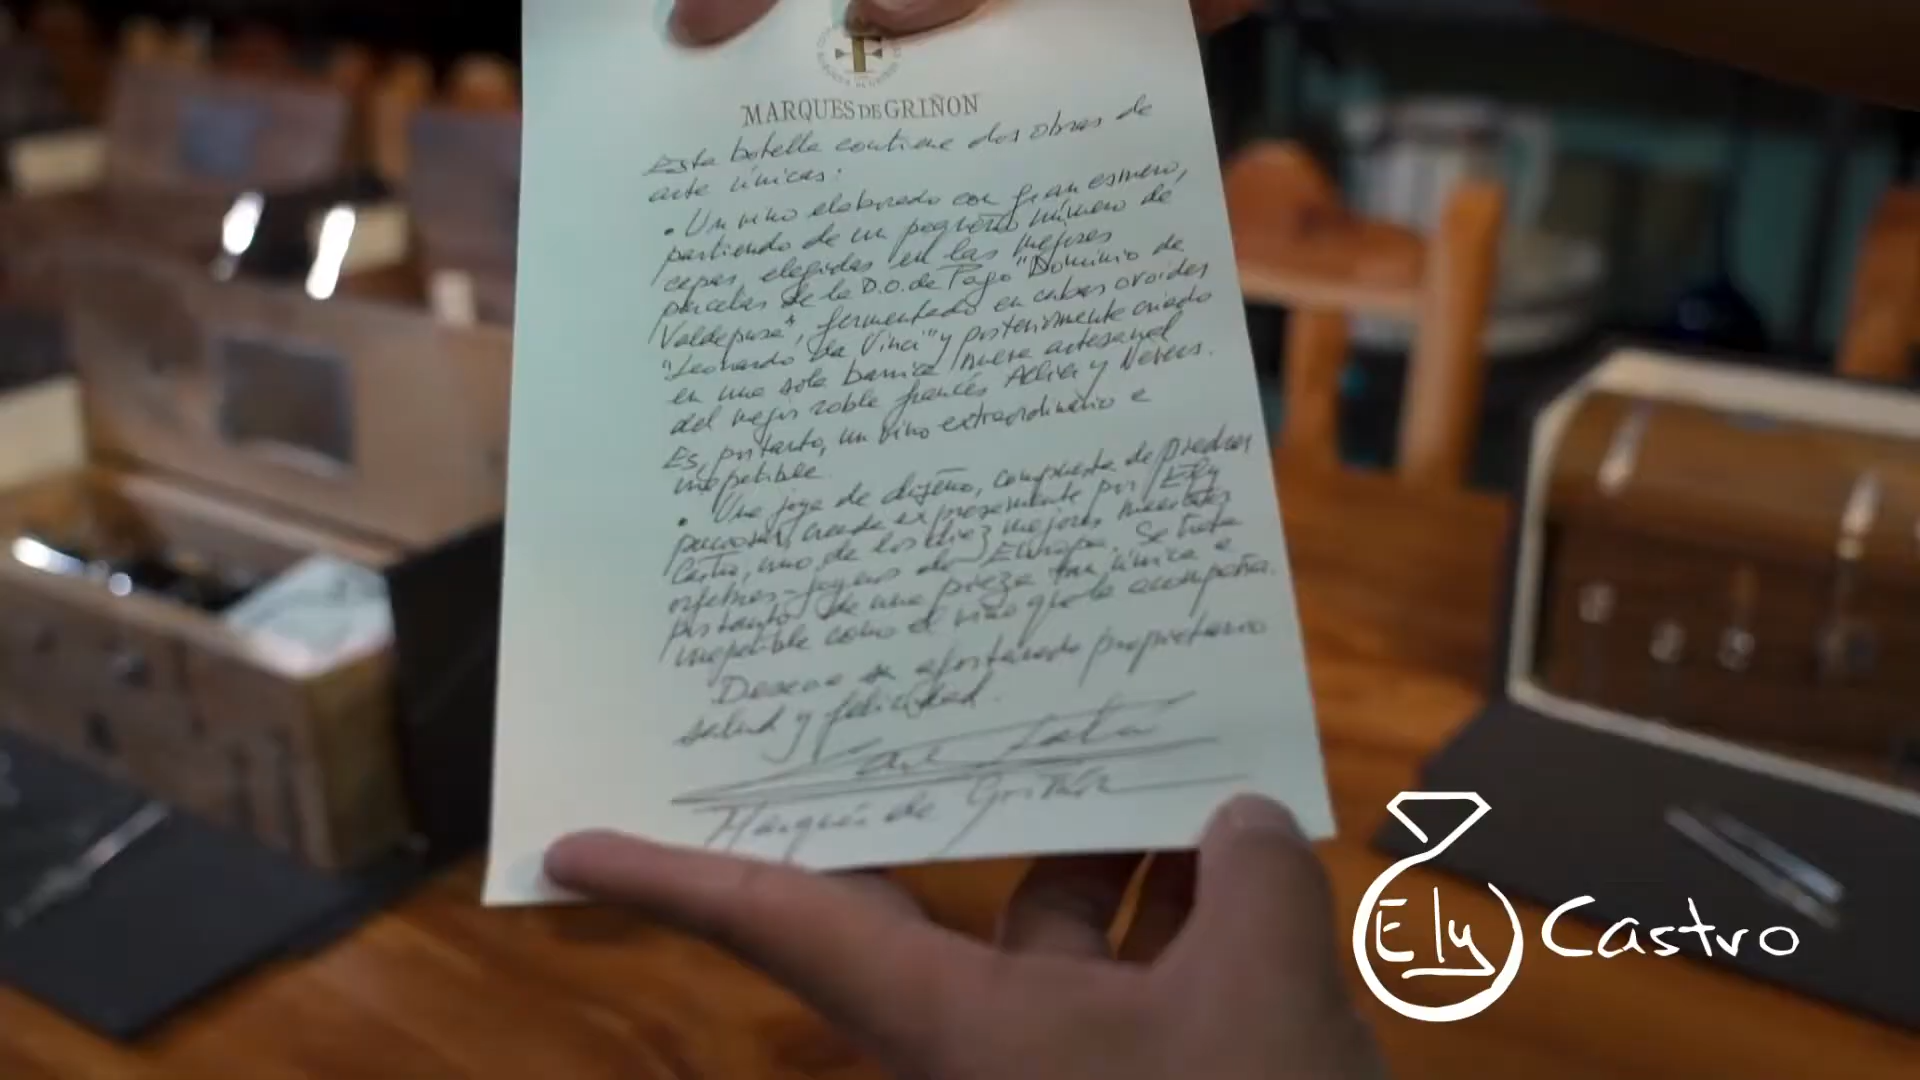 MARQUES DE GRIÑON
Esta botella contiene dos obras de
arte únicas:
• Un vino elaborado con gran esmero,
partiendo de un pequeño número de
cepas elegidas en las mejores
parcelas de la D.O. de Pago "Dominio de
Valdepusa", fermentado en cubas ovoides
"Leonardo Da Vinci" y posteriormente criado
en una sola barrica nueva artesanal
del mejor roble francés Allier y Nevers.
Es, por tanto, un vino extraordinario e
irrepetible.
• Una joya de diseño, compuesta de piedras
preciosas, creada expresamente por Ely
Castro, uno de los diez mejores maestros
orfebres-joyeros de Europa. Se trata
por tanto de una pieza tan única e
irrepetible como el vino que la acompaña.
Deseo a su afortunado propietario
salud y felicidad.
Marqués de Griñón
Ely Castro